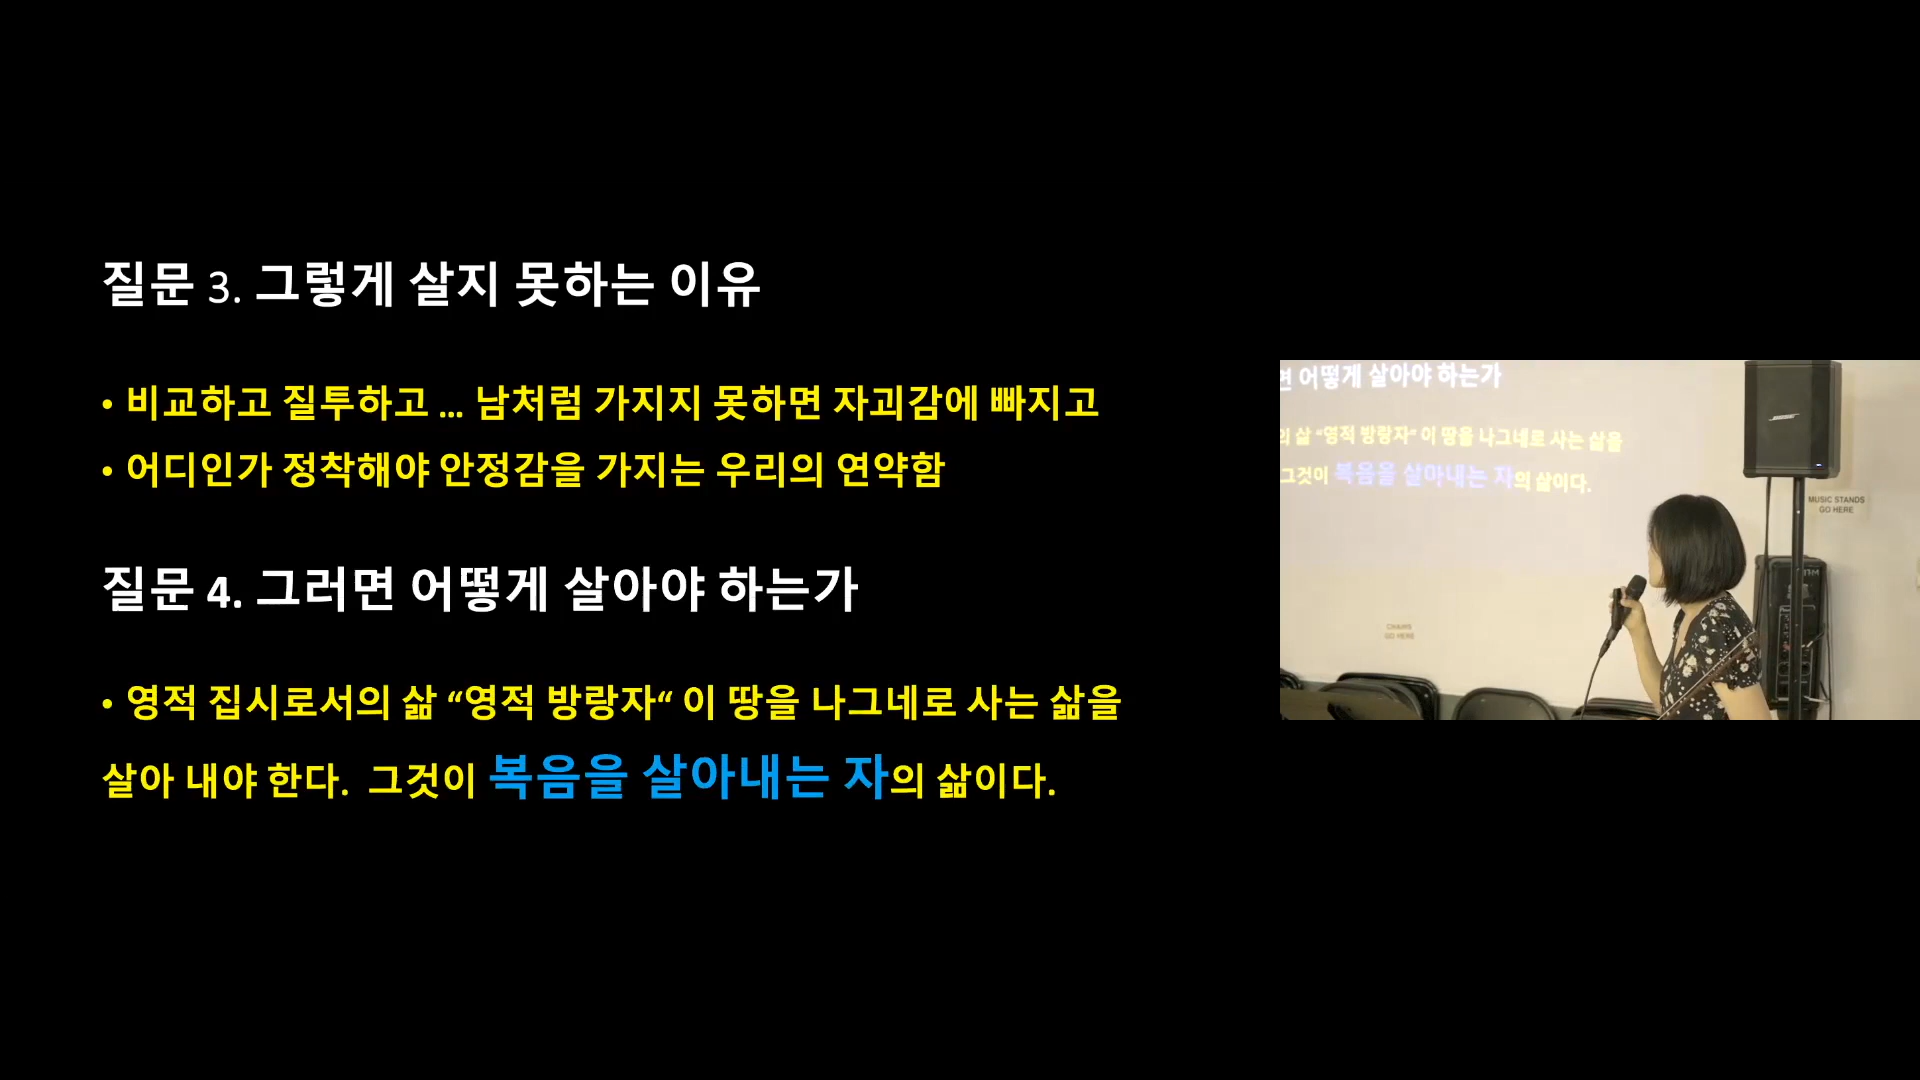 질문 3. 그렇게 살지 못하는 이유
• 비교하고 질투하고 ... 남처럼 가지지 못하면 자괴감에 빠지고
• 어디인가 정착해야 안정감을 가지는 우리의 연약함
질문 4. 그러면 어떻게 살아야 하는가
• 영적 집시로서의 삶 “영적 방랑자“ 이 땅을 나그네로 사는 삶을
살아 내야 한다. 그것이 복음을 살아내는 자의 삶이다.
면 어떻게 살아야 하는가
의 삶 “영적 방랑자“ 이 땅을 나그네로 사는 삶을
그것이 복음을 살아내는 자의 삶이다.
MUSIC STANDS
GO HERE
CHAIRS
GO HERE